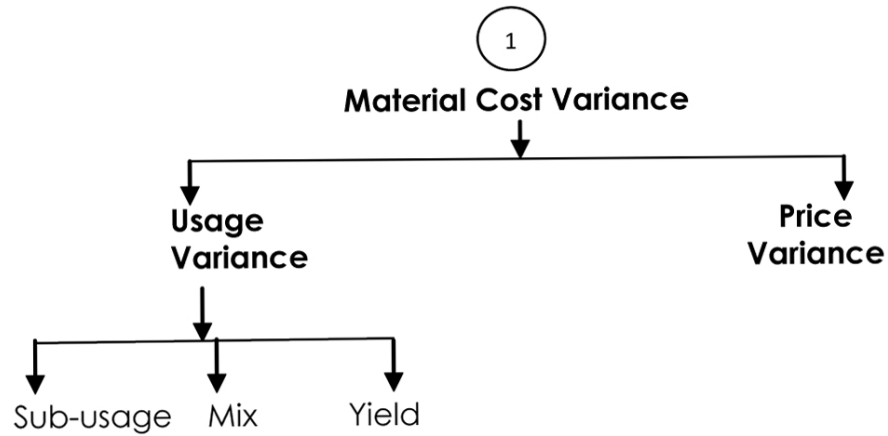 1
Material Cost Variance
Usage
Variance
Price
Variance
Sub-usage Mix Yield